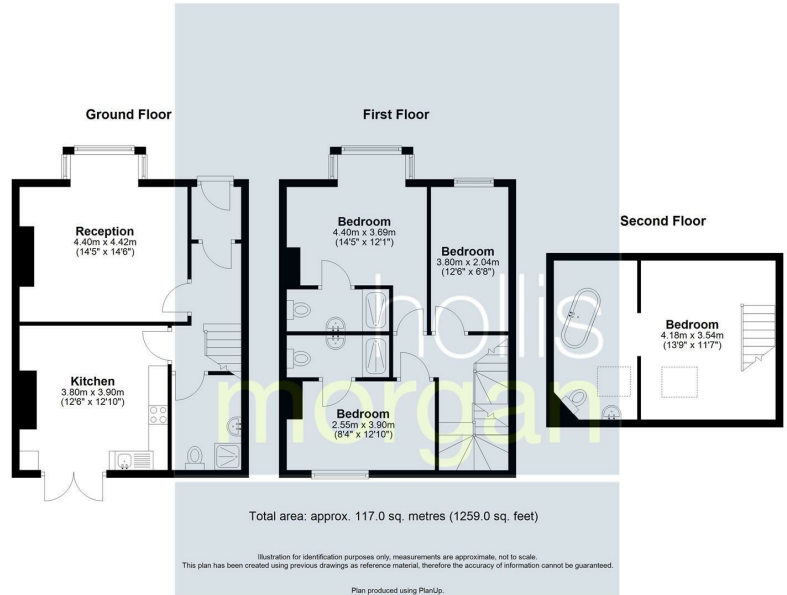 Ground Floor
First Floor
Second Floor
Reception
4.40m x 4.42m
(14'5" x 14'6")
Kitchen
3.80m x 3.90m
(12'6" x 12'10")
Bedroom
4.40m x 3.69m
(14'5" x 12'1")
Bedroom
3.80m x 2.04m
(12'6" x 6'8")
Bedroom
2.55m x 3.90m
(8'4" x 12'10")
Bedroom
4.18m x 3.54m
(13'9" x 11'7")
hollis
morgan
Total area: approx. 117.0 sq. metres (1259.0 sq. feet)
Illustration for identification purposes only, measurements are approximate, not to scale.
This plan has been created using previous drawings as reference material, therefore the accuracy of information cannot be guaranteed.
Plan produced using PlanUp.